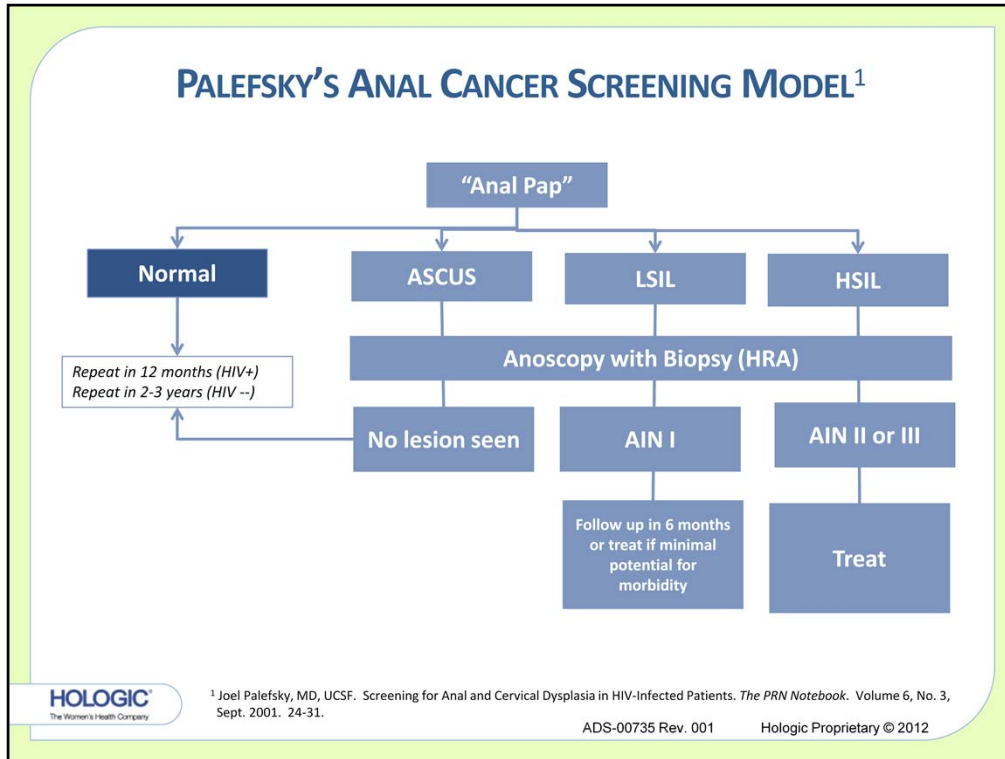 PALEFSKY'S ANAL CANCER SCREENING MODEL¹
"Anal Pap"
Normal
ASCUS
LSIL
HSIL
Anoscopy with Biopsy (HRA)
Repeat in 12 months (HIV+)
Repeat in 2-3 years (HIV --)
No lesion seen
AIN I
AIN II or III
Follow up in 6 months
or treat if minimal
potential for
morbidity
Treat
HOLOGIC®
The Women's Health Company
¹ Joel Palefsky, MD, UCSF. Screening for Anal and Cervical Dysplasia in HIV-Infected Patients. The PRN Notebook. Volume 6, No. 3,
Sept. 2001. 24-31.
ADS-00735 Rev. 001 Hologic Proprietary © 2012